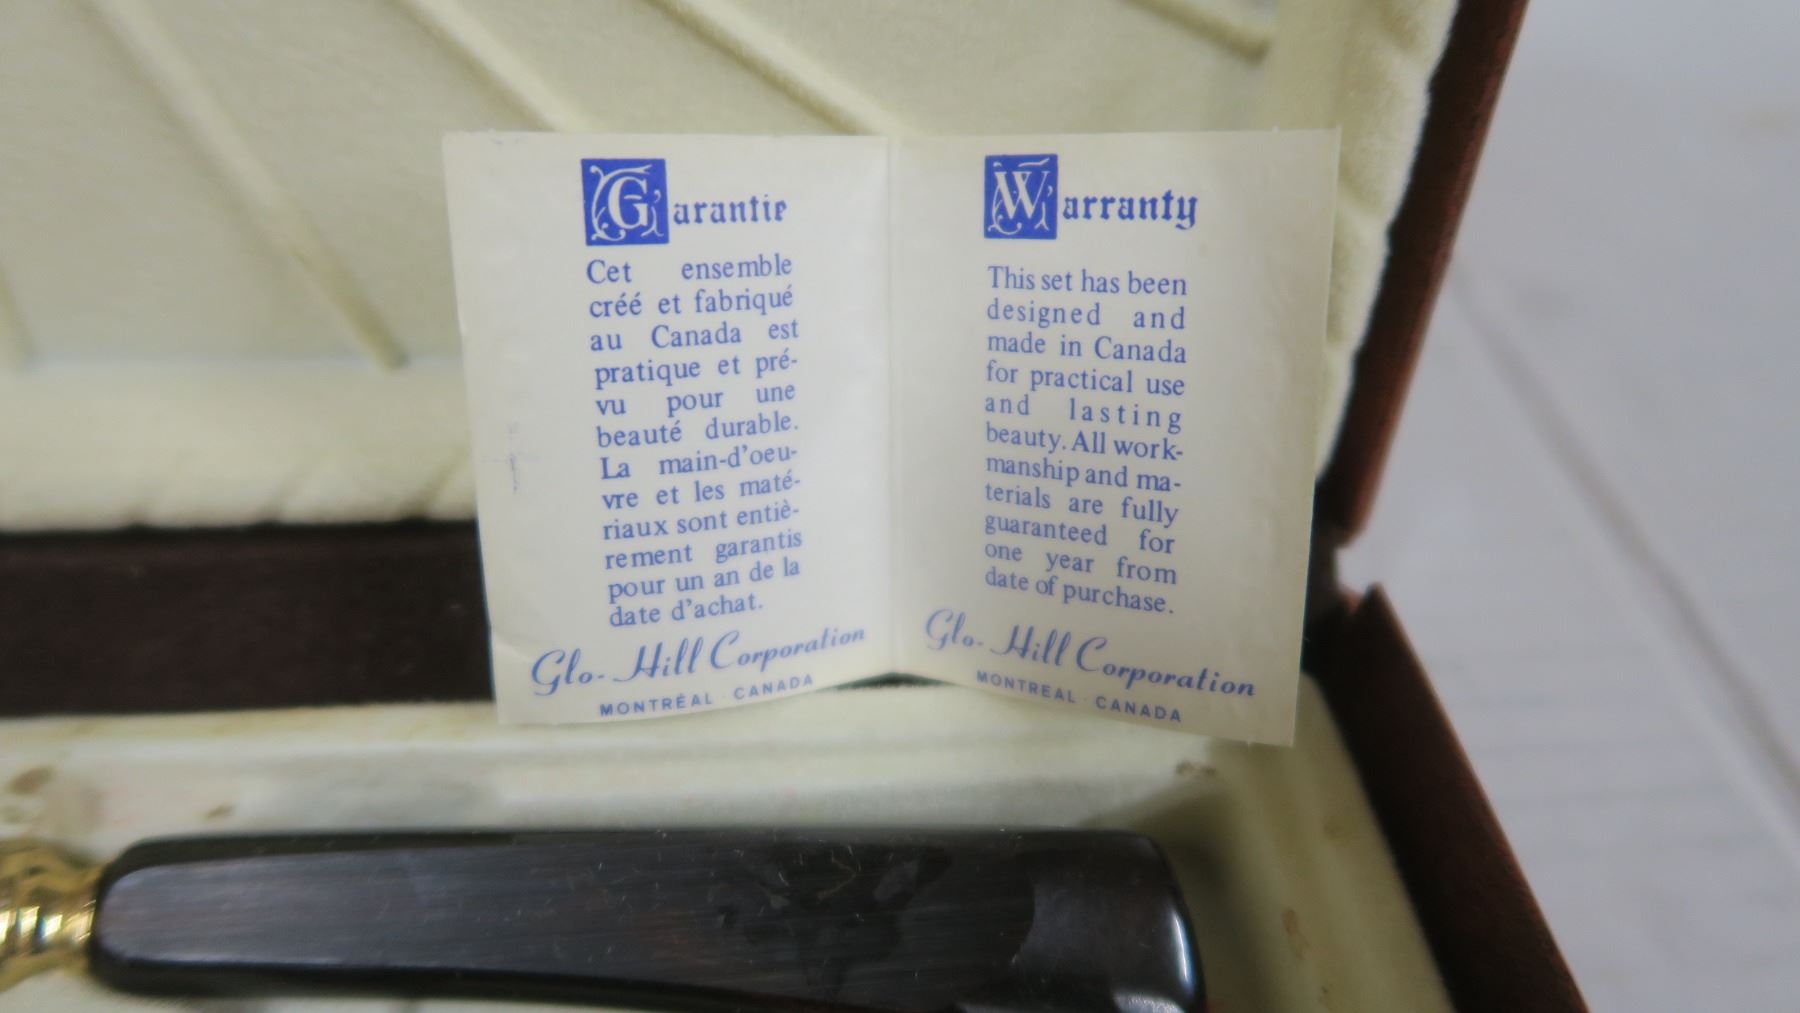 Garantie
Cet ensemble
créé et fabriqué
au Canada est
pratique et pré-
vu pour une
beauté durable.
La main-d'oeu-
vre et les maté-
riaux sont entiè-
rement garantis
pour un an de la
date d'achat.
Glo-Hill Corporation
MONTRÉAL · CANADA
Warranty
This set has been
designed and
made in Canada
for practical use
and lasting
beauty. All work-
manship and ma-
terials are fully
guaranteed for
one year from
date of purchase.
Glo-Hill Corporation
MONTREAL · CANADA